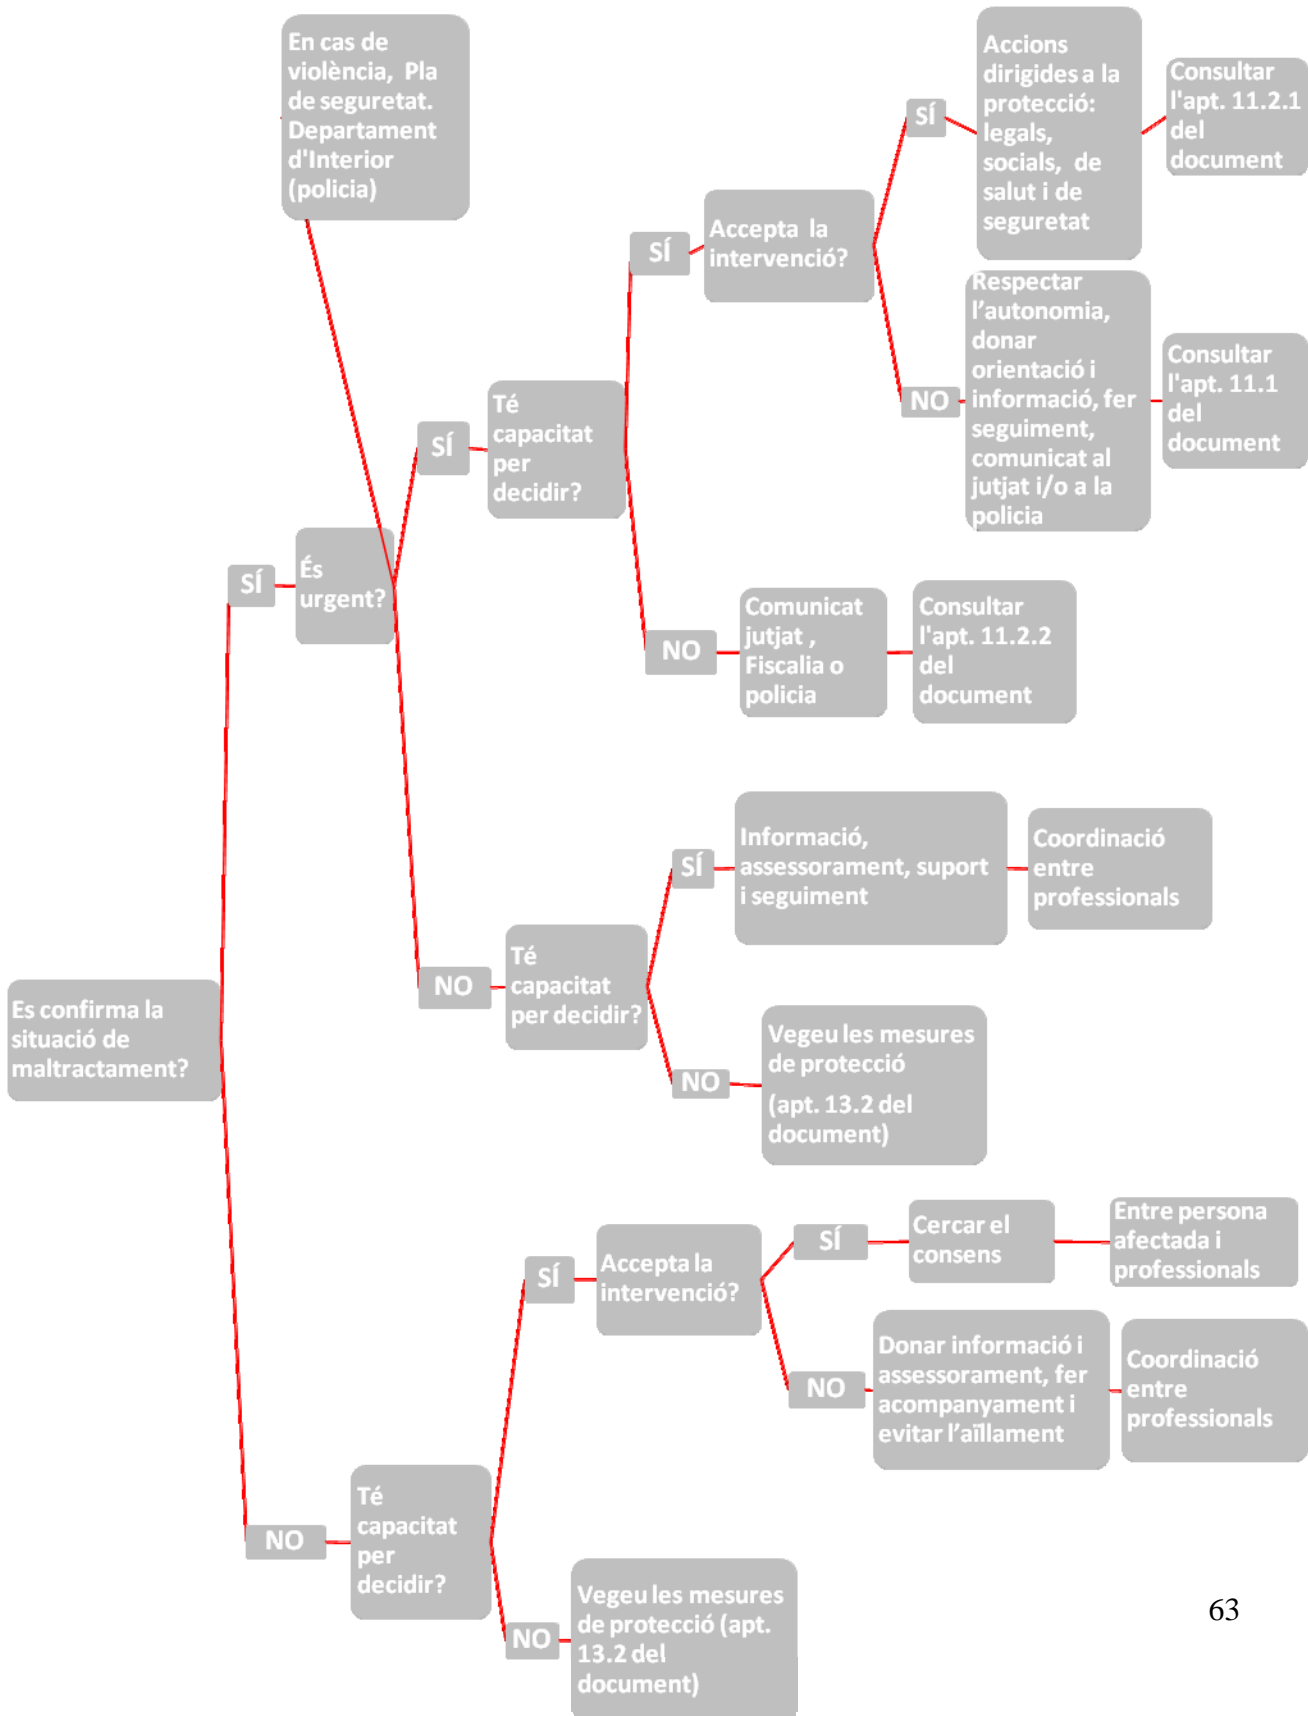 En cas de
violència, Pla
de seguretat.
Departament
d'Interior
(policia)
Accions
dirigides a la
protecció:
legals,
socials, de
salut i de
seguretat
Consultar
l'apt. 11.2.1
del
document
SÍ
Accepta la
intervenció?
SÍ
Respectar
l'autonomia,
donar
orientació i
informació, fer
seguiment,
comunicat al
jutjat i/o a la
policia
NO
Consultar
l'apt. 11.1
del
document
Té
capacitat
per
decidir?
SÍ
És
urgent?
SÍ
Comunicat
jutjat ,
Fiscalia o
policia
NO
Consultar
l'apt. 11.2.2
del
document
Informació,
assessorament, suport
i seguiment
SÍ
Coordinació
entre
professionals
Té
capacitat
per decidir?
NO
Es confirma la
situació de
maltractament?
Vegeu les mesures
de protecció
(apt. 13.2 del
document)
NO
Cercar el
consens
SÍ
Entre persona
afectada i
professionals
Accepta la
intervenció?
SÍ
Donar informació i
assessorament, fer
acompanyament i
evitar l'aïllament
NO
Coordinació
entre
professionals
Té
capacitat
per
decidir?
NO
Vegeu les mesures
de protecció (apt.
13.2 del
document)
NO
63